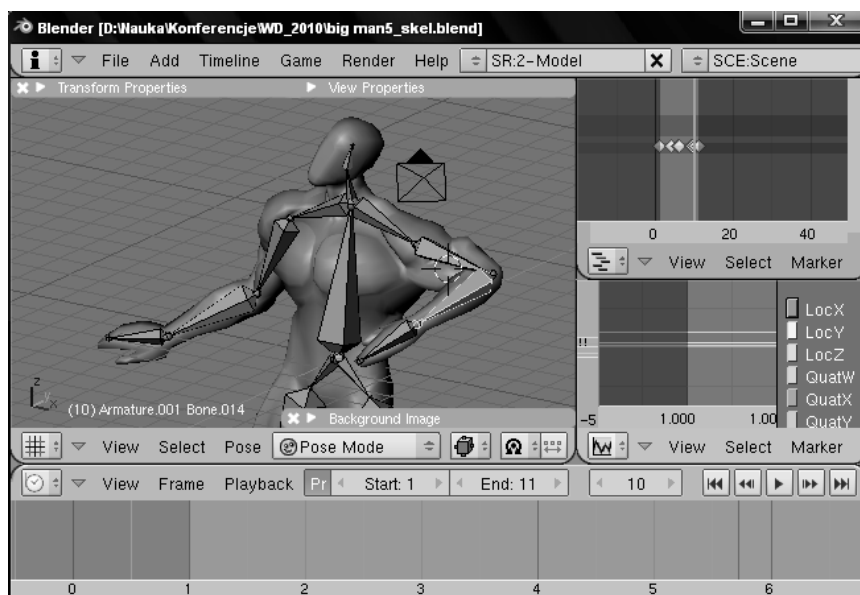 Blender [D:\Nauka\Konferencje\WD_2010\big man5_skel.blend]
File Add Timeline Game Render Help SR:2-Model SCE:Scene
Transform Properties View Properties
0 20 40
View Select Marker
LocX
LocY
LocZ
QuatW
QuatX
QuatY
-5 1.000 1.00
z
x
(10) Armature.001 Bone.014
Background Image
View Select Pose Pose Mode
View Select Marker
View Frame Playback Pr Start: 1 End: 11 10
0 1 2 3 4 5 6